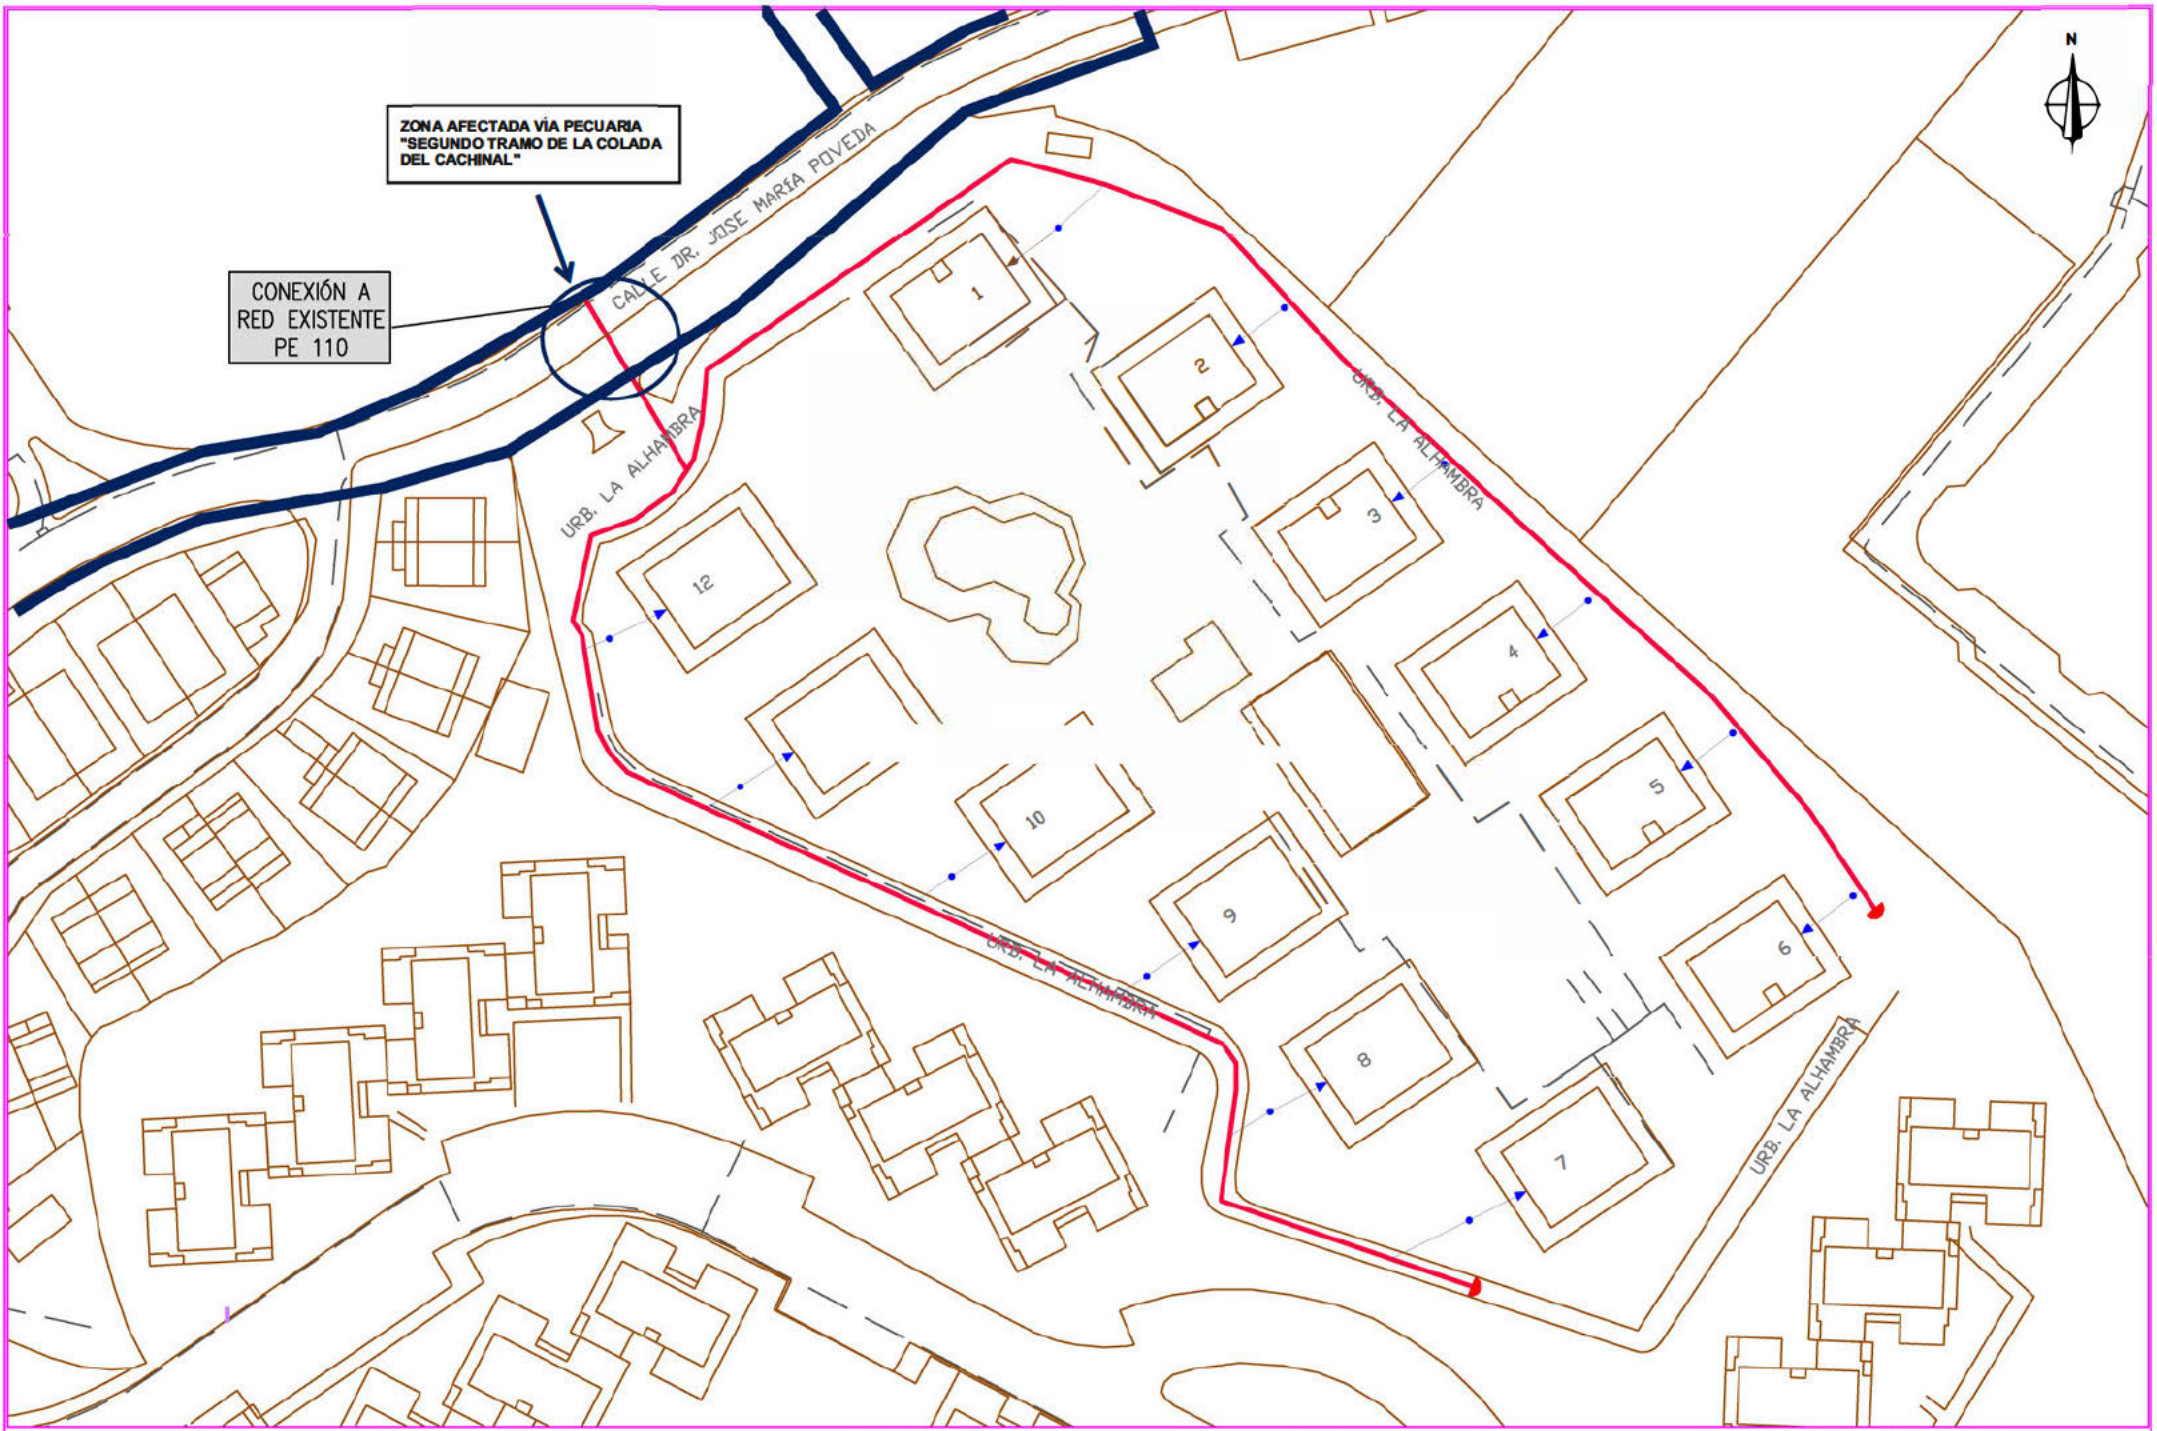 N
ZONA AFECTADA VÍA PECUARIA
"SEGUNDO TRAMO DE LA COLADA
DEL CACHINAL"
CALLE DR. JOSE MARÍA POVEDA
CONEXIÓN A
RED EXISTENTE
PE 110
1
2
URB. LA ALHAMBRA
URB. LA ALHAMBRA
3
12
4
5
10
9
6
URB. LA ALHAMBRA
8
URB. LA ALHAMBRA
7